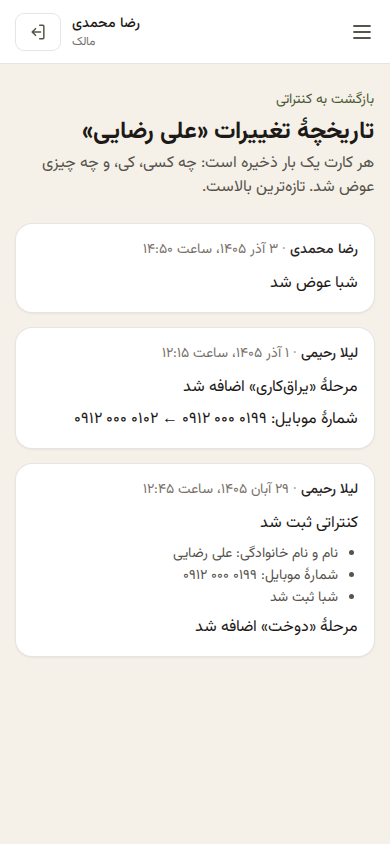 رضا محمدی
مالک
بازگشت به کنتراتی
تاریخچهٔ تغییرات «علی رضایی»
هر کارت یک بار ذخیره است: چه کسی، کی، و چه چیزی
عوض شد. تازه‌ترین بالاست.
رضا محمدی · ۳ آذر ۱۴۰۵، ساعت ۱۴:۵۰
شبا عوض شد
لیلا رحیمی · ۱ آذر ۱۴۰۵، ساعت ۱۲:۱۵
مرحلهٔ «یراق‌کاری» اضافه شد
شمارهٔ موبایل: ۰۹۱۲ ۰۰۰ ۰۱۹۹ ← ۰۹۱۲ ۰۰۰ ۰۱۰۲
لیلا رحیمی · ۲۹ آبان ۱۴۰۵، ساعت ۱۲:۴۵
کنتراتی ثبت شد
• نام و نام خانوادگی: علی رضایی
• شمارهٔ موبایل: ۰۹۱۲ ۰۰۰ ۰۱۹۹
• شبا ثبت شد
مرحلهٔ «دوخت» اضافه شد